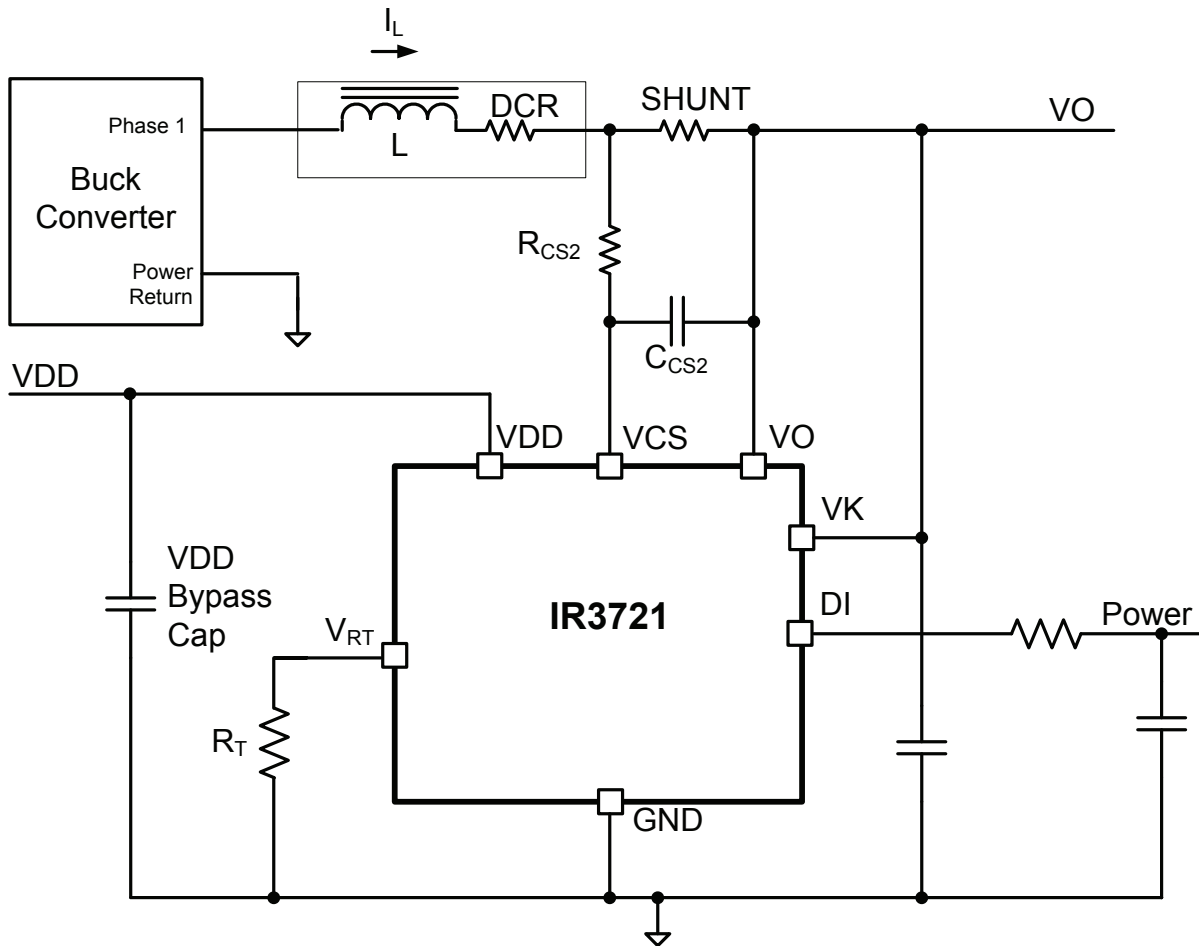 I_L
Phase 1
Buck
Converter
Power
Return
L
DCR
SHUNT
VO
R_CS2
C_CS2
VDD
VDD
VCS
VO
VK
DI
Power
VDD
Bypass
Cap
V_RT
IR3721
R_T
GND